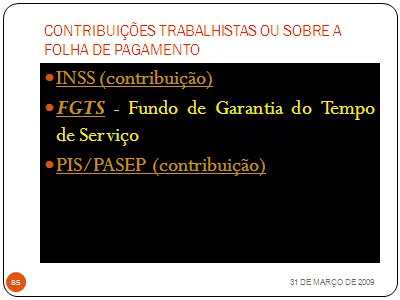 CONTRIBUIÇÕES TRABALHISTAS OU SOBRE A
FOLHA DE PAGAMENTO
INSS (contribuição)
FGTS - Fundo de Garantia do Tempo
de Serviço
PIS/PASEP (contribuição)
85
31 DE MARÇO DE 2009